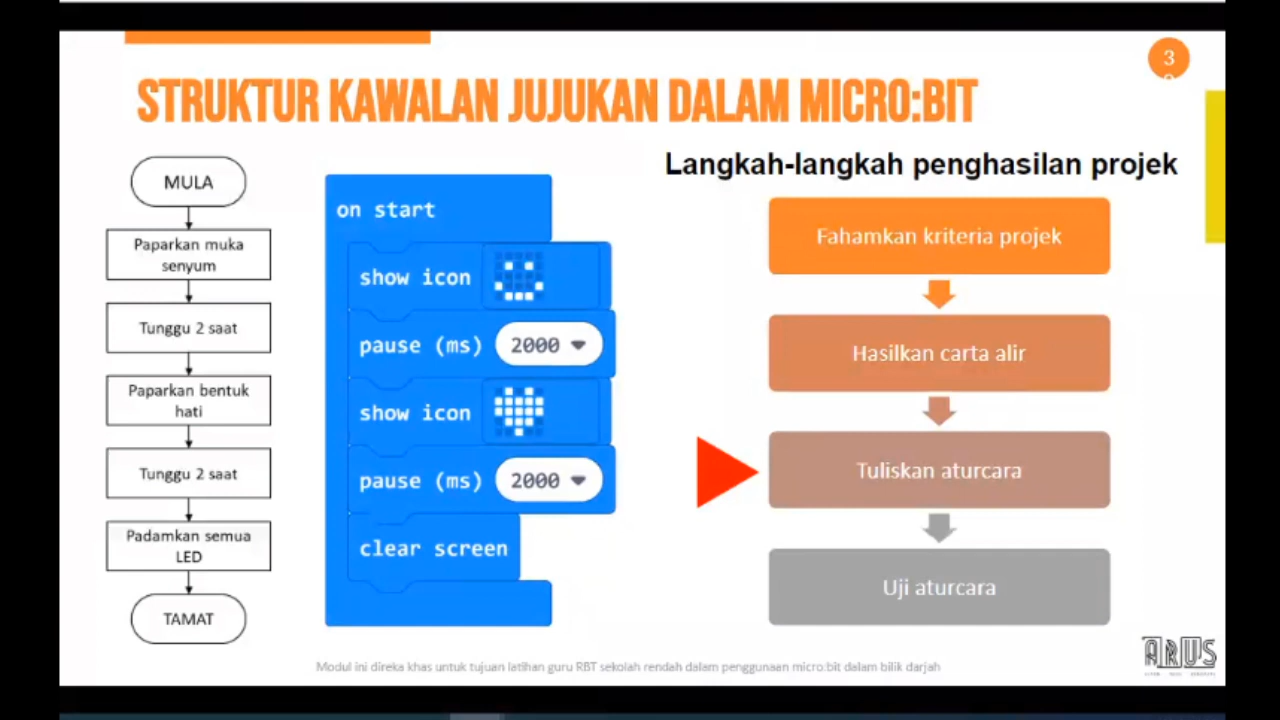 3
STRUKTUR KAWALAN JUJUKAN DALAM MICRO:BIT
MULA
Paparkan muka
senyum
Tunggu 2 saat
Paparkan bentuk
hati
Tunggu 2 saat
Padamkan semua
LED
TAMAT
on start
show icon
pause (ms) 2000
show icon
pause (ms) 2000
clear screen
Langkah-langkah penghasilan projek
Fahamkan kriteria projek
Hasilkan carta alir
Tuliskan aturcara
Uji aturcara
Modul ini direka khas untuk tujuan latihan guru RBT sekolah rendah dalam penggunaan micro:bit dalam bilik darjah
ARUS